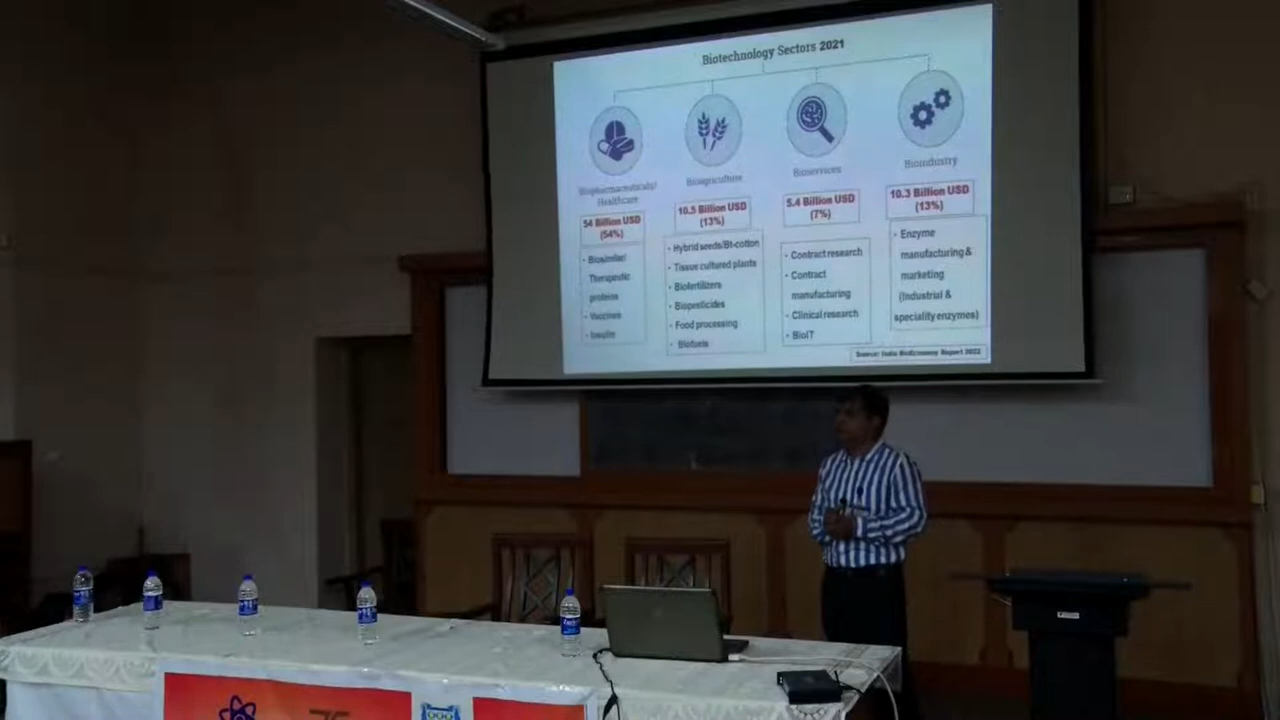 Biotechnology Sectors 2021
Biopharmaceuticals/
Healthcare
54 Billion USD
(54%)
• Biosimilar/
Therapeutic
proteins
• Vaccines
• Insulin
Bioagriculture
10.5 Billion USD
(13%)
• Hybrid seeds/Bt-cotton
• Tissue cultured plants
• Biofertilizers
• Biopesticides
• Food processing
• Biofuels
Bioservices
5.4 Billion USD
(7%)
• Contract research
• Contract
manufacturing
• Clinical research
• BioIT
Bioindustry
10.3 Billion USD
(13%)
• Enzyme
manufacturing &
marketing
(Industrial &
speciality enzymes)
Source: India BioEconomy Report 2022